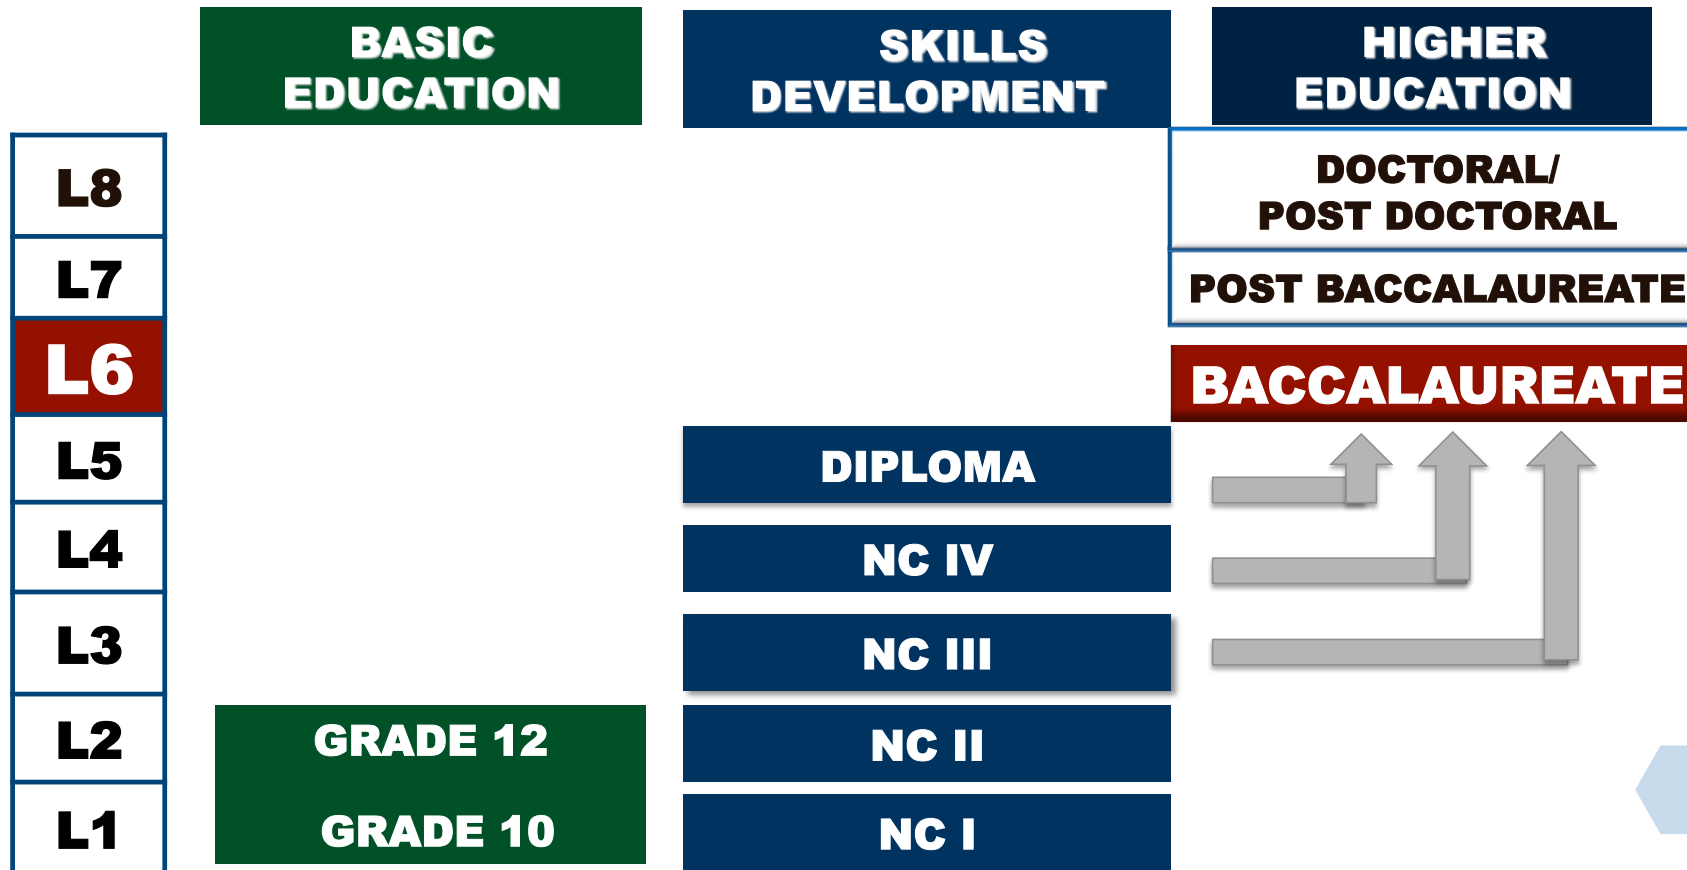 BASIC
EDUCATION
SKILLS
DEVELOPMENT
HIGHER
EDUCATION
L8
DOCTORAL/
POST DOCTORAL
L7
POST BACCALAUREATE
L6
BACCALAUREATE
L5
DIPLOMA
L4
NC IV
L3
NC III
L2
GRADE 12
NC II
L1
GRADE 10
NC I